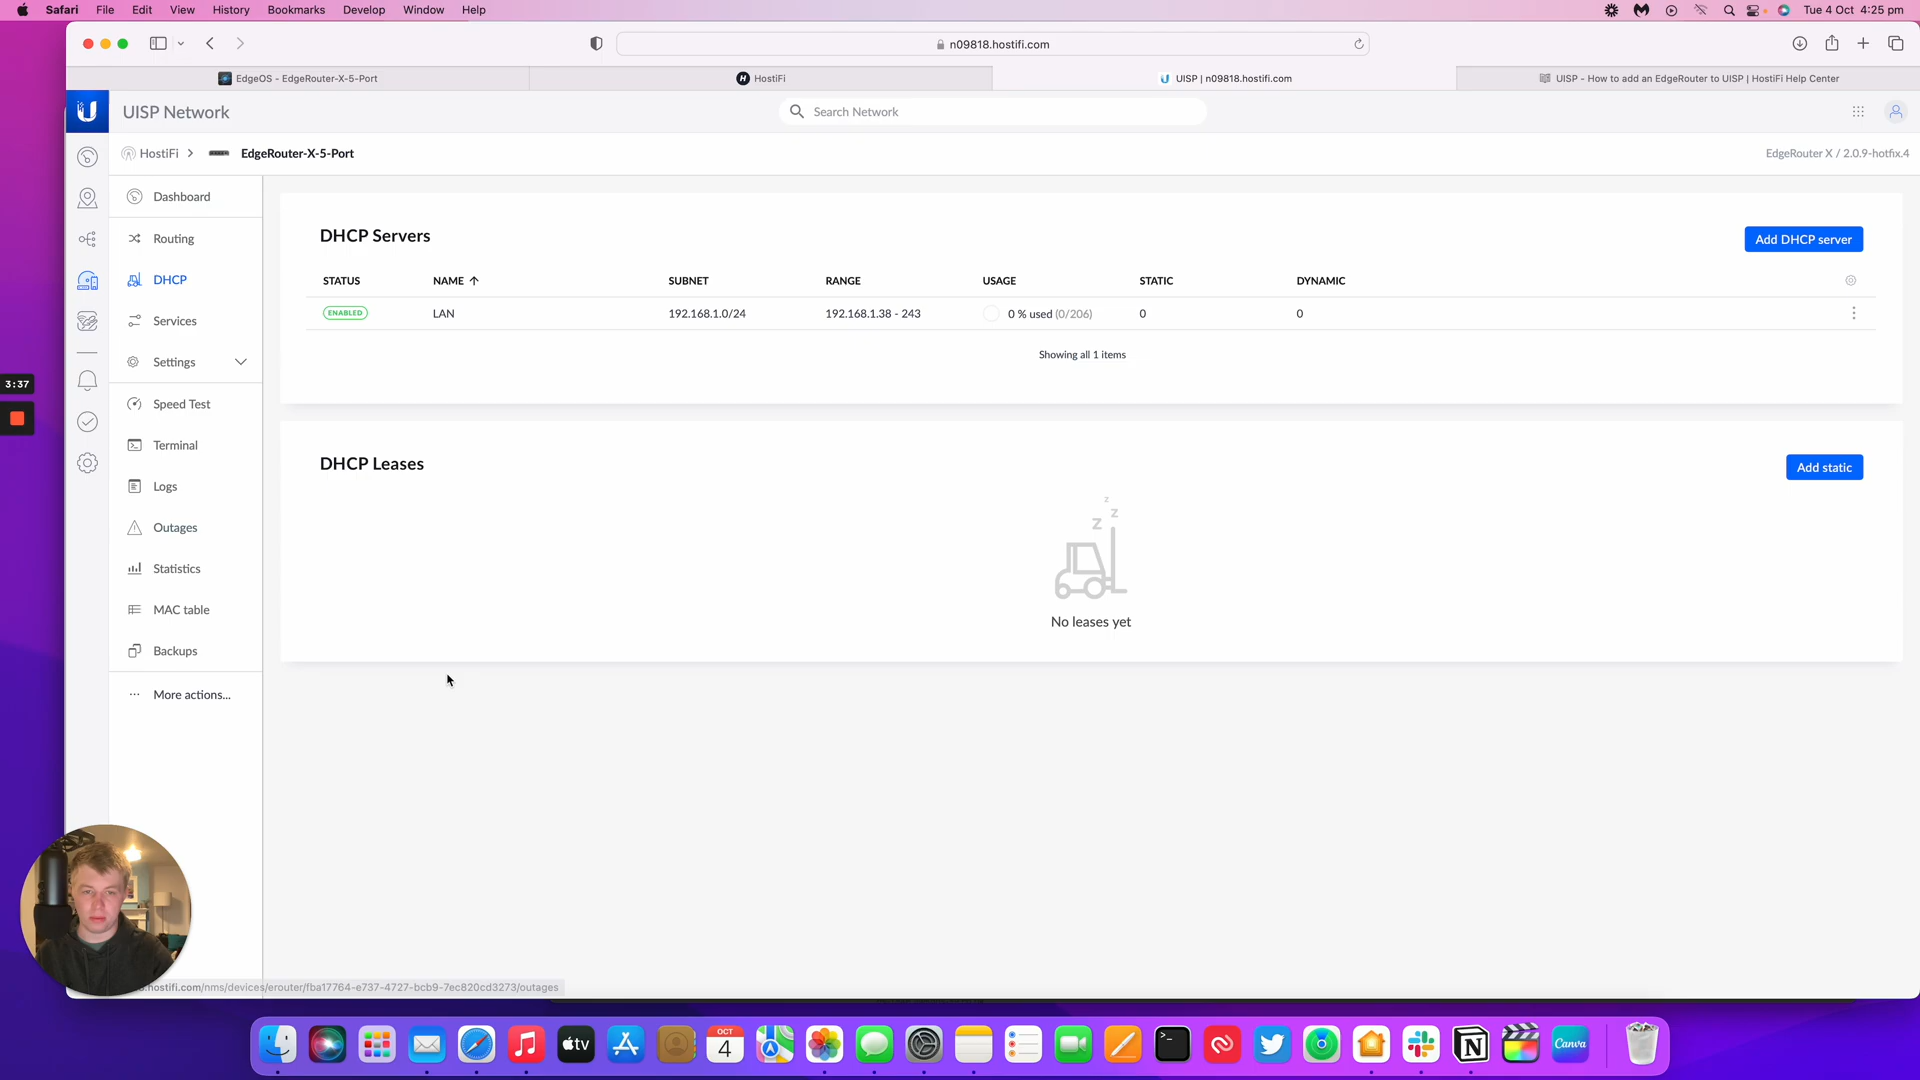 Safari File Edit View History Bookmarks Develop Window Help Tue 4 Oct 4:25 pm
n09818.hostifi.com
EdgeOS - EdgeRouter-X-5-Port
HostiFi
UISP | n09818.hostifi.com
UISP - How to add an EdgeRouter to UISP | HostiFi Help Center
UISP Network
Search Network
HostiFi > EdgeRouter-X-5-Port
EdgeRouter X / 2.0.9-hotfix.4
Dashboard
Routing
DHCP
Services
Settings
Speed Test
Terminal
Logs
Outages
Statistics
MAC table
Backups
More actions...
DHCP Servers
Add DHCP server
STATUS NAME SUBNET RANGE USAGE STATIC DYNAMIC
ENABLED LAN 192.168.1.0/24 192.168.1.38 - 243 0 % used (0/206) 0 0
Showing all 1 items
DHCP Leases
Add static
z
z
z
No leases yet
3:37
.hostifi.com/nms/devices/erouter/fba17764-e737-4727-bcb9-7ec820cd3273/outages
tv
OCT
4
Canva